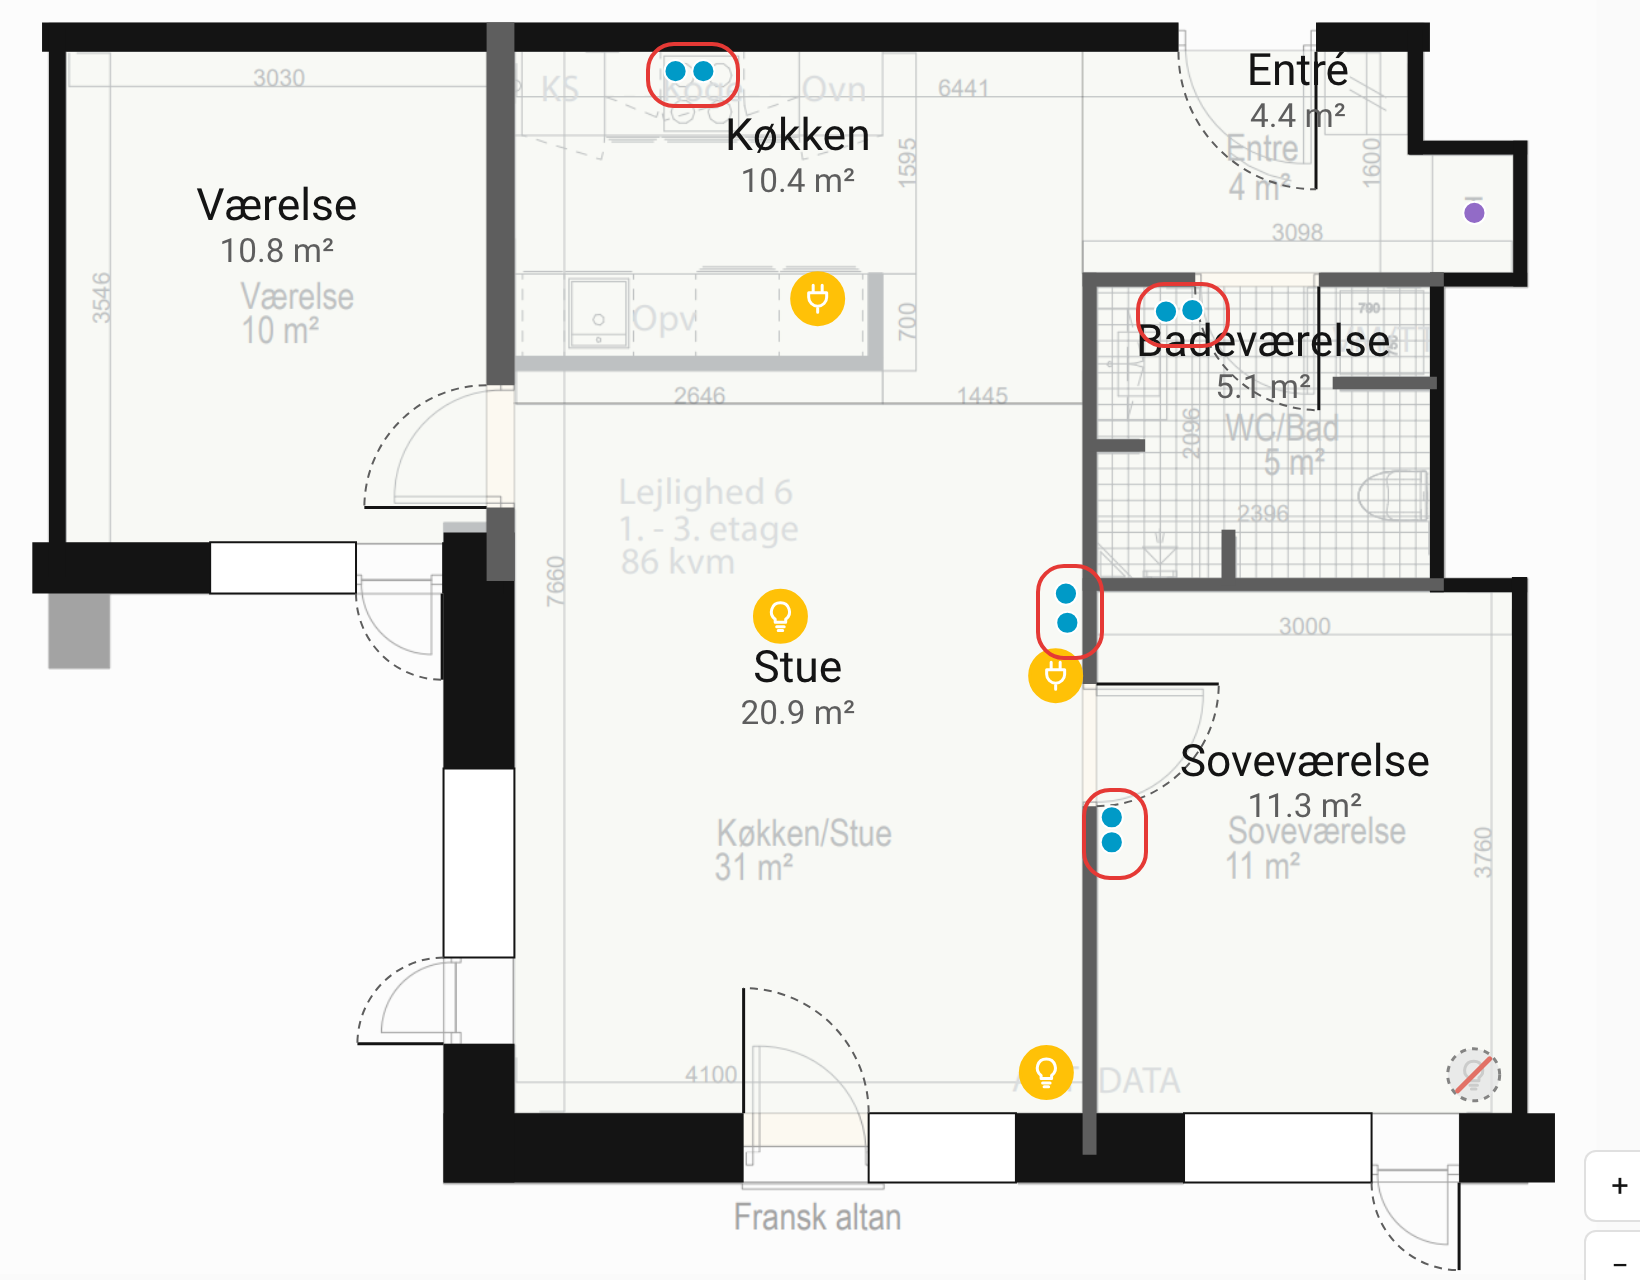 3030
KS
Koge
Ovn
6441
Entré
4.4 m²
Entre
4 m²
Køkken
10.4 m²
1595
1600
Værelse
10.8 m²
3098
3546
Værelse
10 m²
Opv
700
700
Badeværelse
5.1 m²
2646
1445
2096
WC/Bad
5 m²
2396
Lejlighed 6
1. - 3. etage
86 kvm
7660
Stue
20.9 m²
3000
Soveværelse
11.3 m²
Soveværelse
11 m²
3760
Køkken/Stue
31 m²
4100
DATA
Fransk altan
+
−